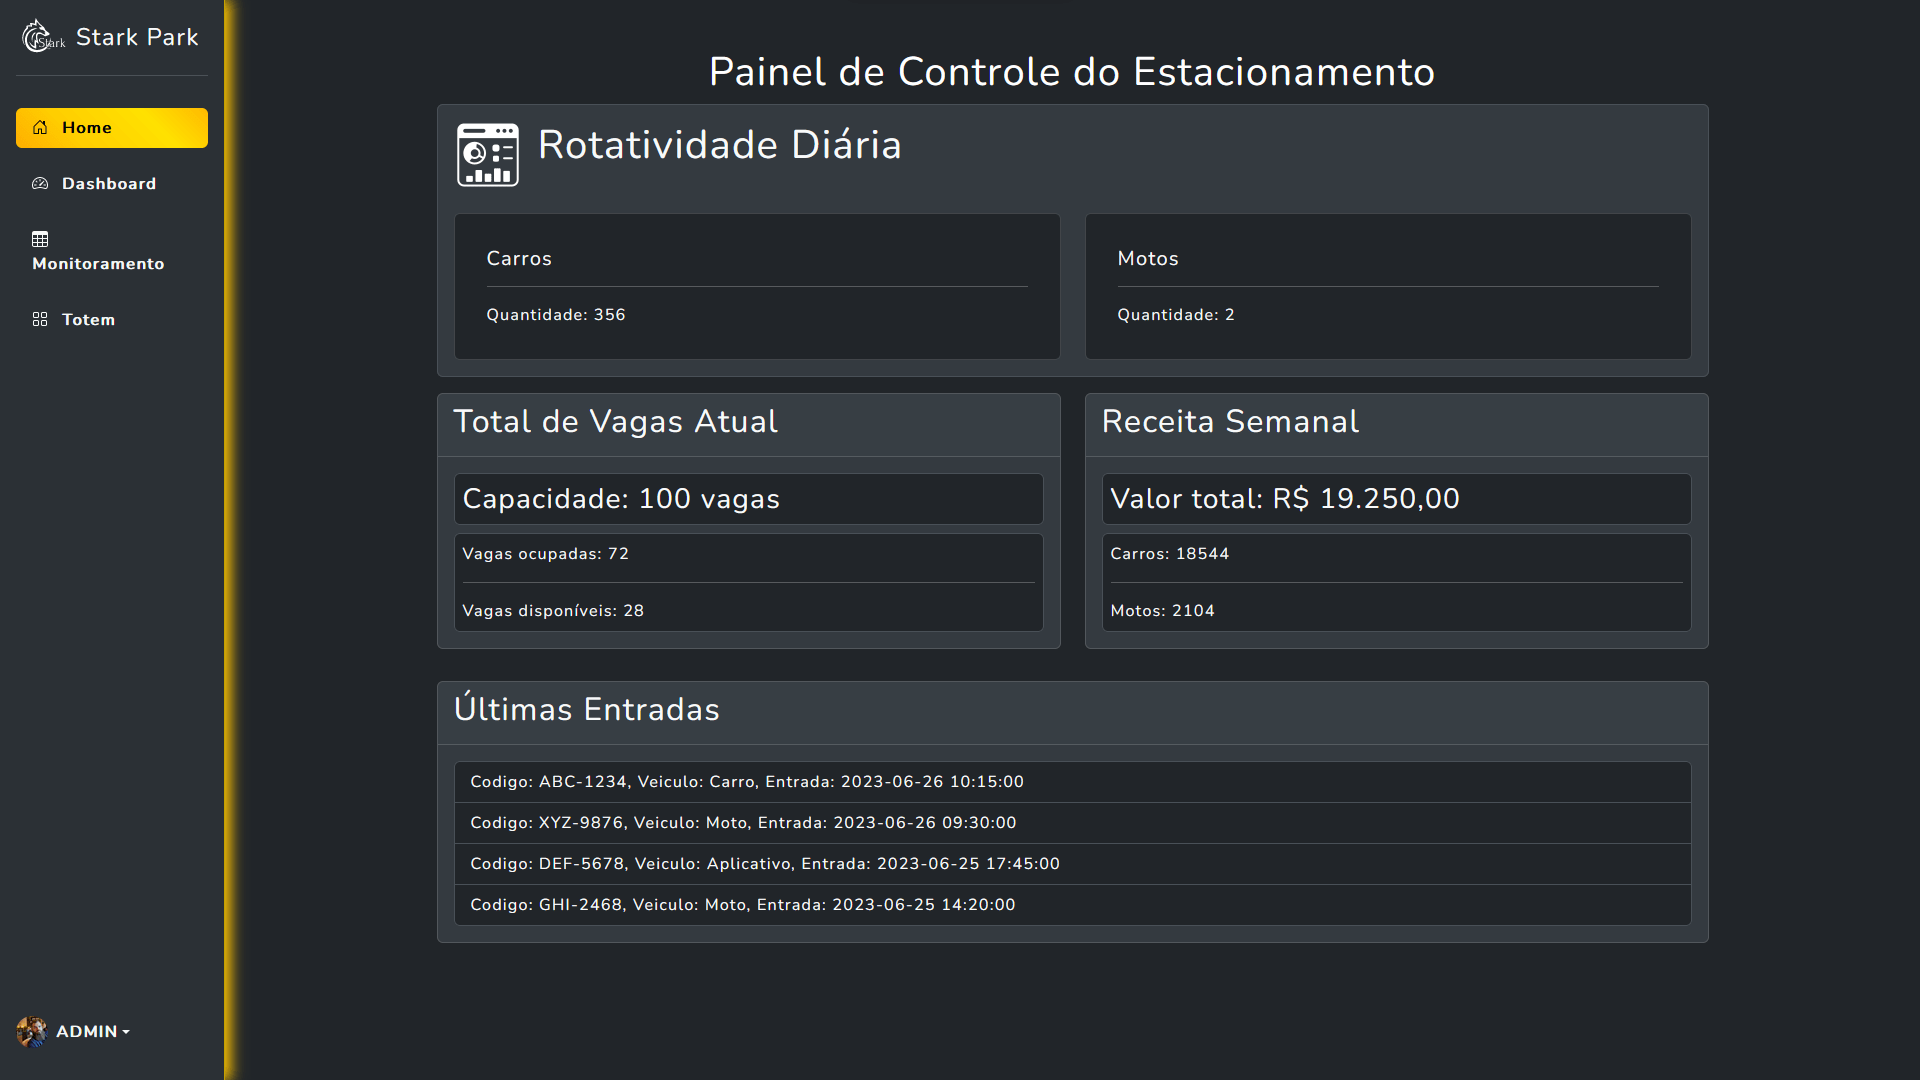 Stark
Stark Park
Home
Dashboard
Monitoramento
Totem
ADMIN
Painel de Controle do Estacionamento
Rotatividade Diária
Carros
Quantidade: 356
Motos
Quantidade: 2
Total de Vagas Atual
Capacidade: 100 vagas
Vagas ocupadas: 72
Vagas disponíveis: 28
Receita Semanal
Valor total: R$ 19.250,00
Carros: 18544
Motos: 2104
Últimas Entradas
Codigo: ABC-1234, Veiculo: Carro, Entrada: 2023-06-26 10:15:00
Codigo: XYZ-9876, Veiculo: Moto, Entrada: 2023-06-26 09:30:00
Codigo: DEF-5678, Veiculo: Aplicativo, Entrada: 2023-06-25 17:45:00
Codigo: GHI-2468, Veiculo: Moto, Entrada: 2023-06-25 14:20:00